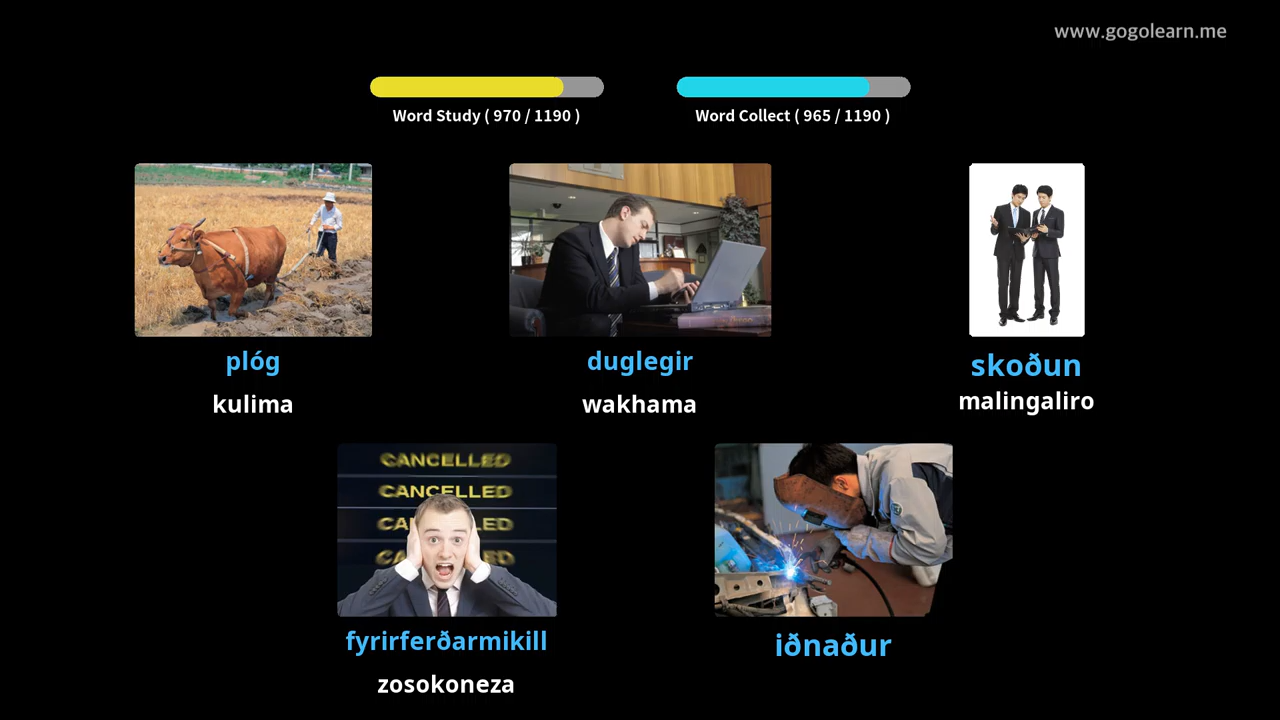 www.gogolearn.me
Word Study ( 970 / 1190 )
Word Collect ( 965 / 1190 )
plóg
kulima
duglegir
wakhama
skoðun
malingaliro
CANCELLED
CANCELLED
fyrirferðarmikill
zosokoneza
iðnaður